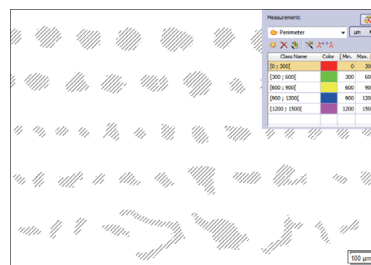 Measurement:
Perimeter
µm
Class Name Color [Min. Max.
[0 ; 300[ 0 30
[300 ; 600[ 300 60
[600 ; 900[ 600 90
[900 ; 1200[ 900 120
[1200 ; 1500[ 1200 150
100 µm